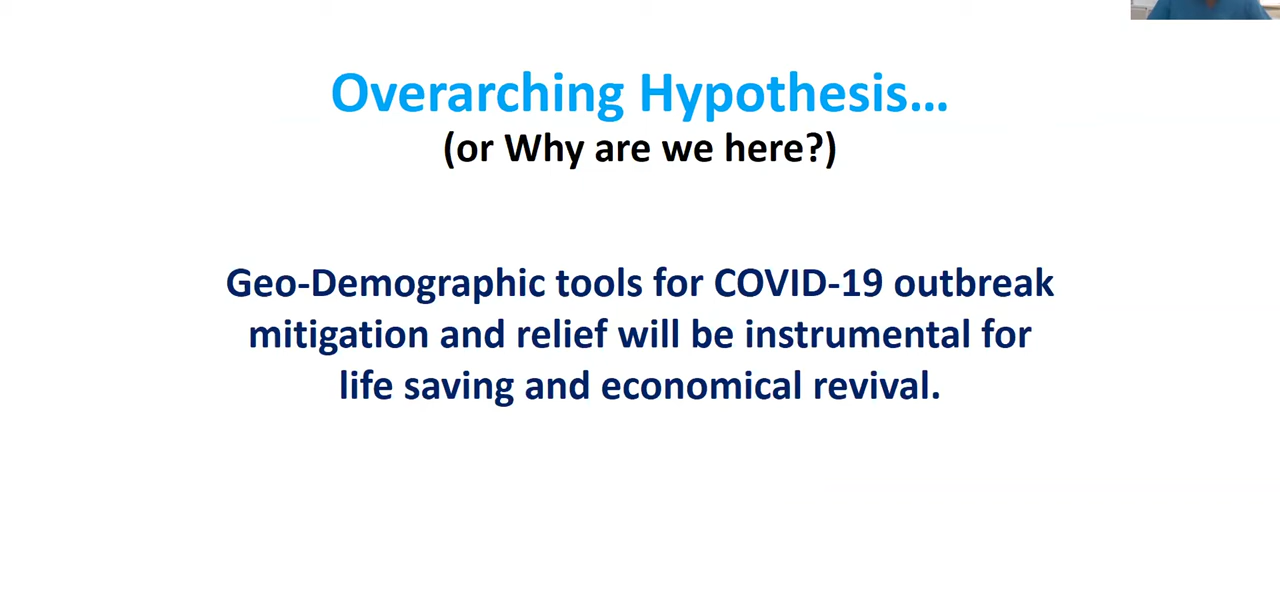 Overarching Hypothesis...
(or Why are we here?)
Geo-Demographic tools for COVID-19 outbreak
mitigation and relief will be instrumental for
life saving and economical revival.